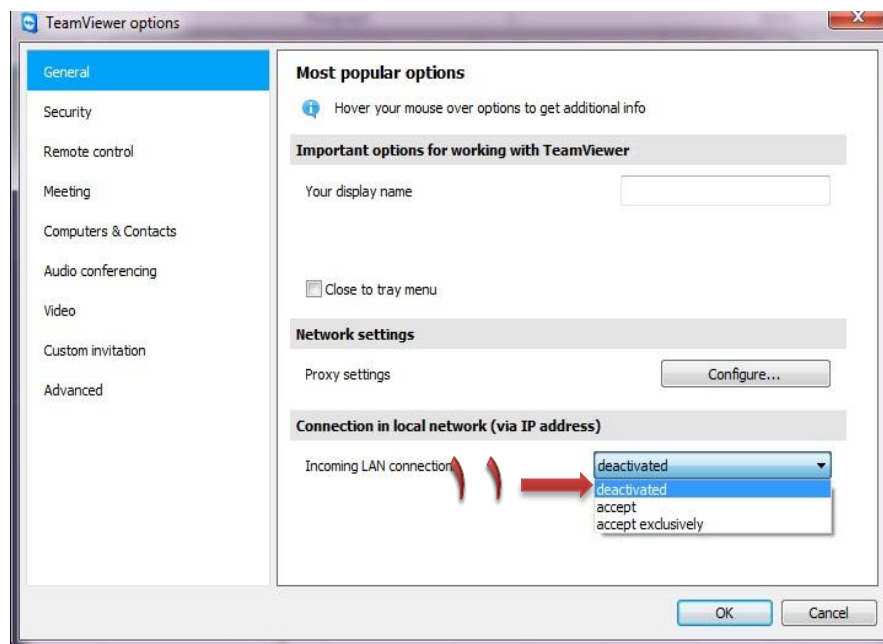 TeamViewer options
General
Security
Remote control
Meeting
Computers & Contacts
Audio conferencing
Video
Custom invitation
Advanced
Most popular options
Hover your mouse over options to get additional info
Important options for working with TeamViewer
Your display name
Close to tray menu
Network settings
Proxy settings
Configure...
Connection in local network (via IP address)
Incoming LAN connection
deactivated
deactivated
accept
accept exclusively
OK
Cancel